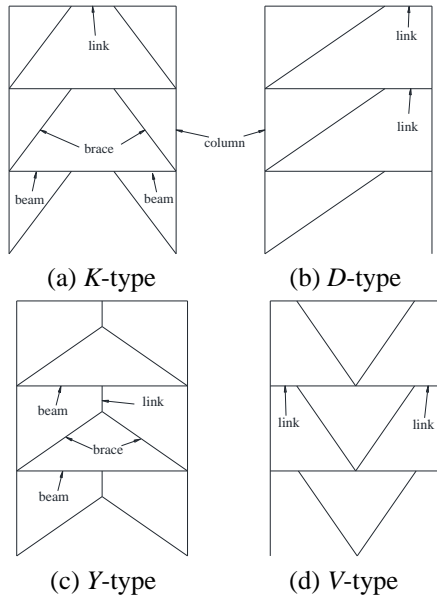 link
link
link
brace
column
beam
beam
(a) K-type
(b) D-type
beam
link
link
link
brace
beam
(c) Y-type
(d) V-type